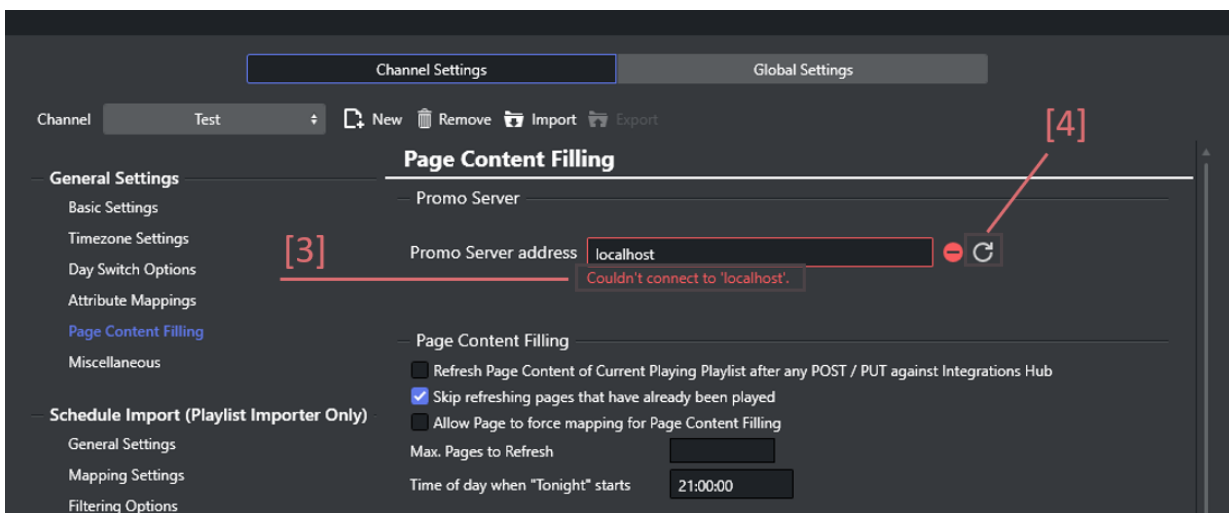 Channel Settings
Global Settings
Channel
Test
New
Remove
Import
Export
[4]
General Settings
Basic Settings
Timezone Settings
Day Switch Options
Attribute Mappings
Page Content Filling
Miscellaneous
Schedule Import (Playlist Importer Only)
General Settings
Mapping Settings
Filtering Options
[3]
Page Content Filling
Promo Server
Promo Server address
localhost
Couldn't connect to 'localhost'.
Page Content Filling
Refresh Page Content of Current Playing Playlist after any POST / PUT against Integrations Hub
Skip refreshing pages that have already been played
Allow Page to force mapping for Page Content Filling
Max. Pages to Refresh
Time of day when "Tonight" starts
21:00:00